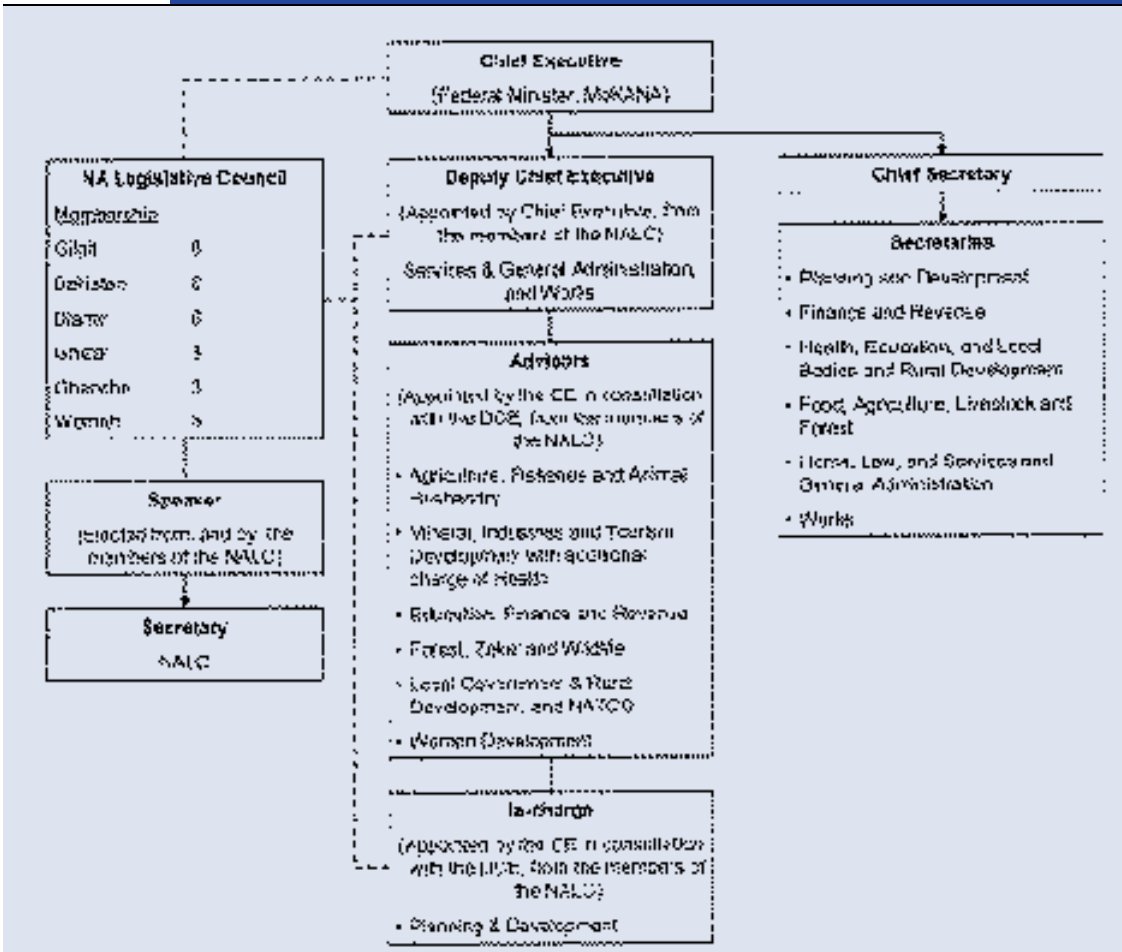 Chief Executive
(Federal Minister, MoKANA)
NA Legislative Council
Membership
Gilgit
Baltistan
Diamir 6
Ghizer 3
Ghanche 3
Women 5
Speaker
(elected from, and by, the
members of the NALC)
Secretary
NALC
Deputy Chief Executive
(Appointed by Chief Executive, from
the members of the NALC)
Services & General Administration,
and Works
Advisors
(Appointed by the CE in consultation
with the DCE, from the members of
the NALC)
• Agriculture, Fisheries and Animal
Husbandry
• Mineral, Industries and Tourism
Development with additional
charge of Health
• Education, Finance and Revenue
• Forest, Zakat and Wildlife
• Local Government & Rural
Development, and
• Women Development
In-charge
(Appointed by the CE in consultation
with the DCE, from the members of
the NALC)
• Planning & Development
Chief Secretary
Secretaries
• Planning and Development
• Finance and Revenue
• Health, Education, and Local
Bodies and Rural Development
• Food, Agriculture, Livestock and
Forest
• Home, Law, and Services and
General Administration
• Works